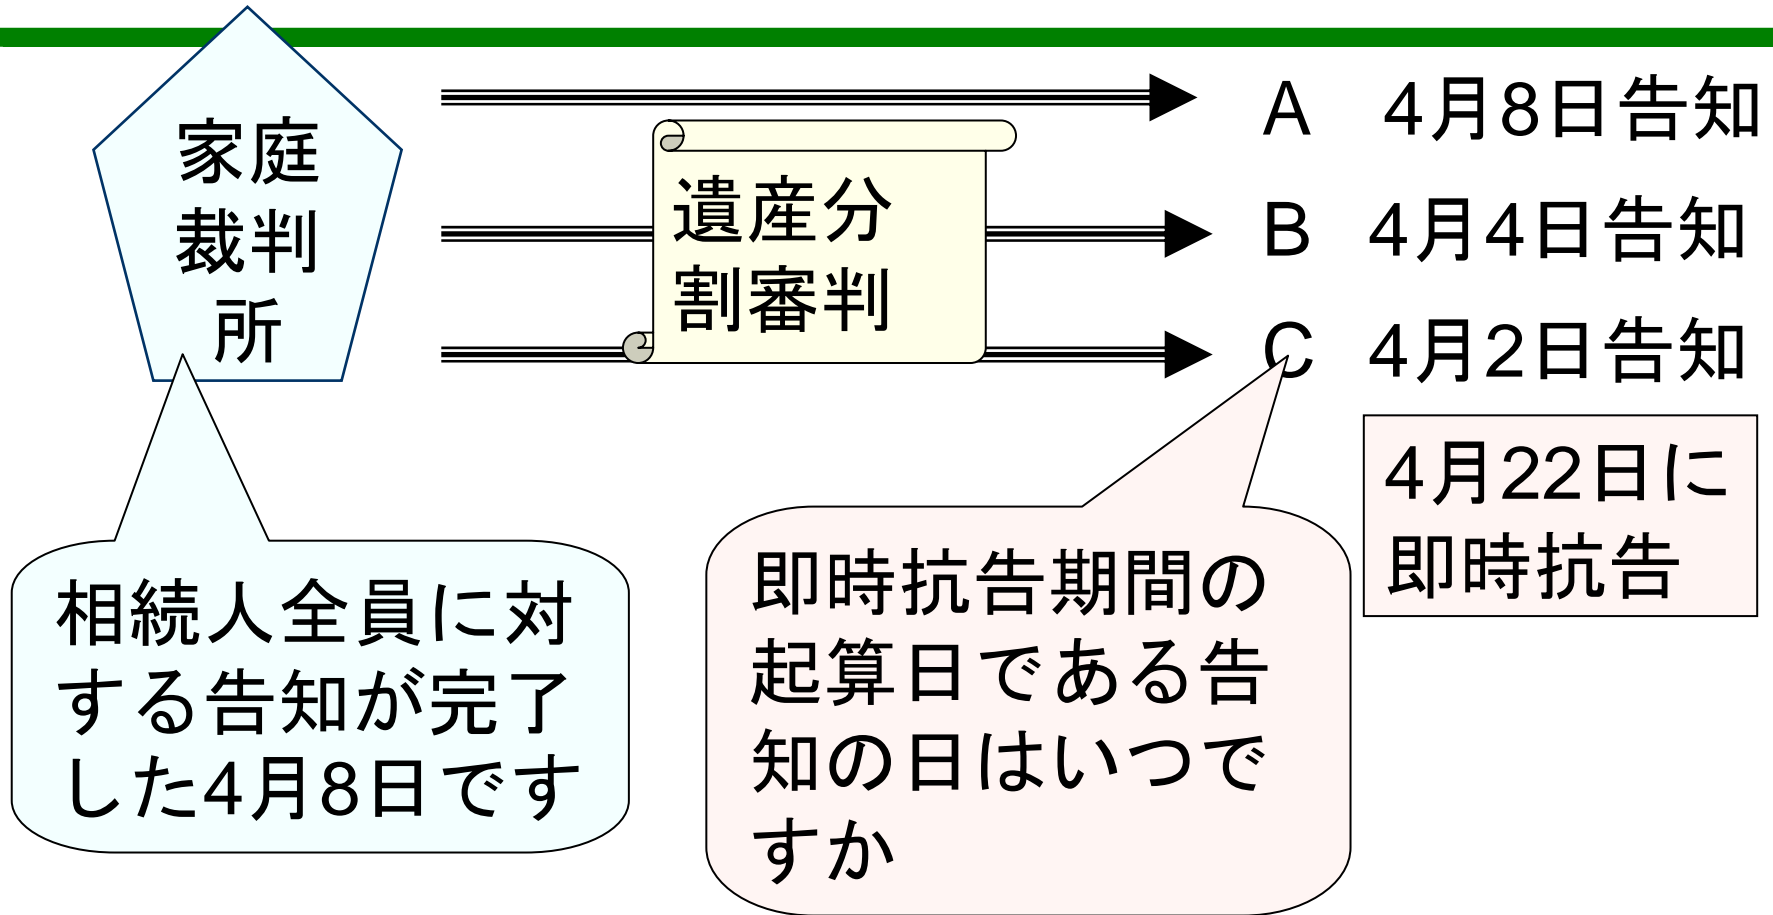 家庭
裁判
所
遺産分
割審判
A 4月8日告知
B 4月4日告知
C 4月2日告知
4月22日に
即時抗告
相続人全員に対
する告知が完了
した4月8日です
即時抗告期間の
起算日である告
知の日はいつで
すか